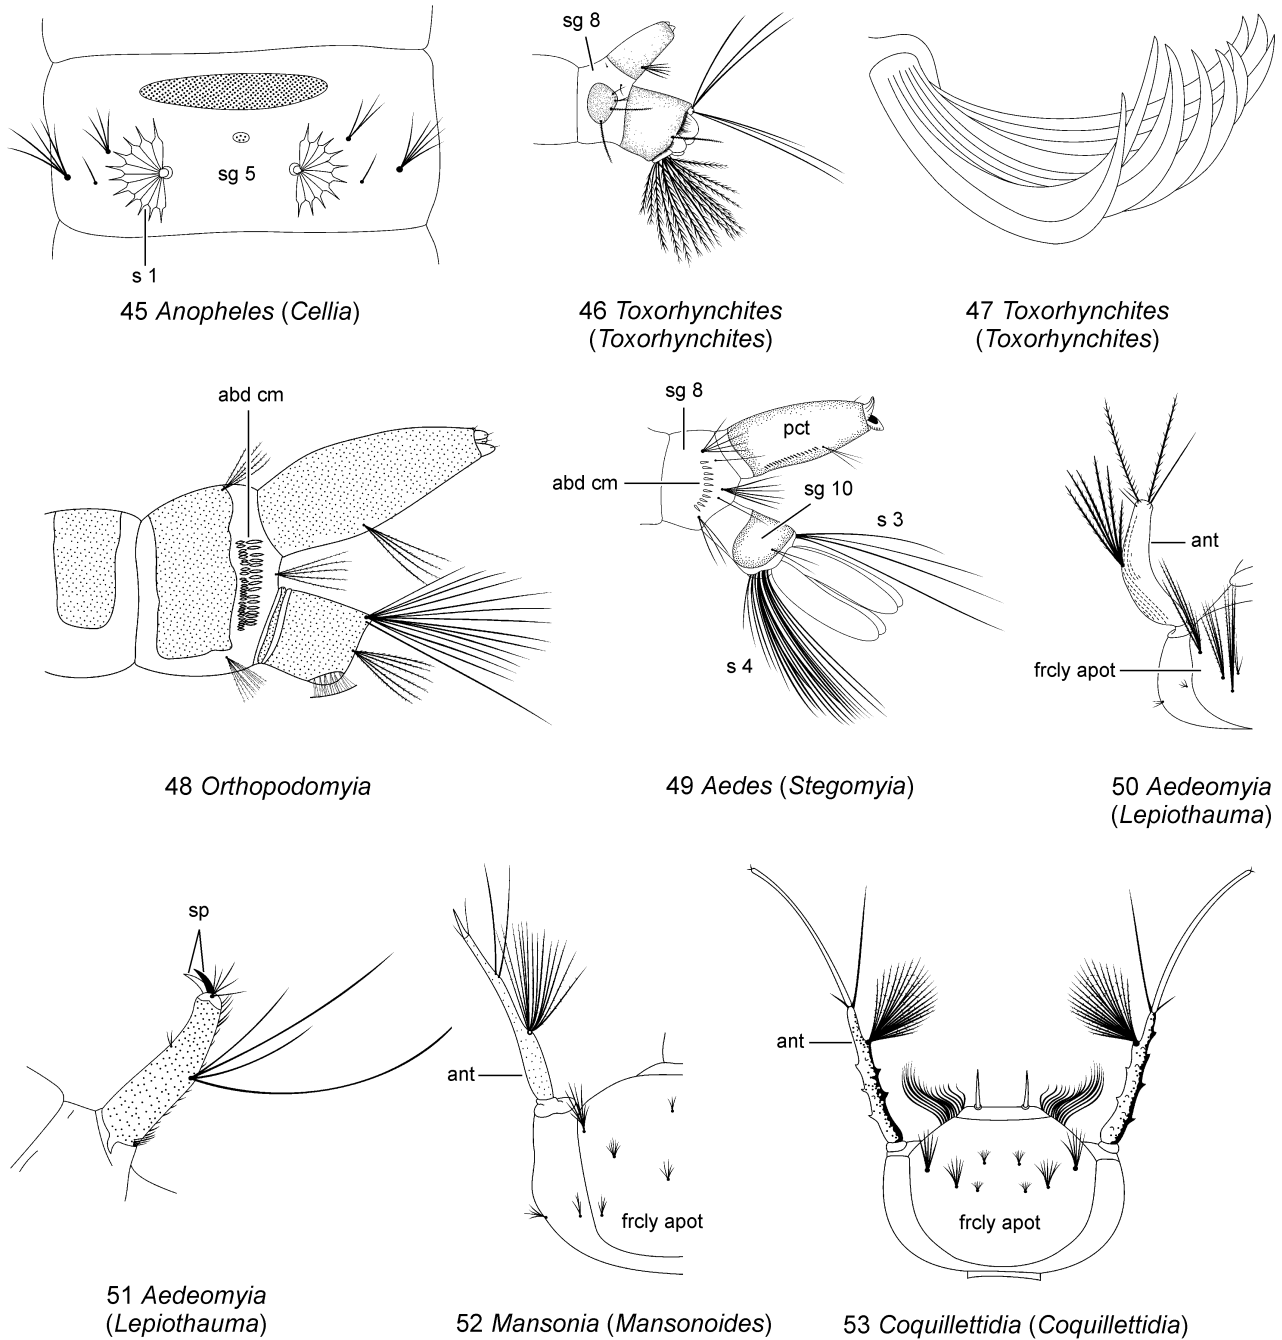 sg 8
sg 5
s 1
45 Anopheles (Cellia)
46 Toxorhynchites
(Toxorhynchites)
47 Toxorhynchites
(Toxorhynchites)
abd cm
sg 8
pct
abd cm
sg 10
s 3
s 4
ant
frcly apot
48 Orthopodomyia
49 Aedes (Stegomyia)
50 Aedeomyia
(Lepiothauma)
sp
ant
frcly apot
ant
frcly apot
51 Aedeomyia
(Lepiothauma)
52 Mansonia (Mansonoides)
53 Coquillettidia (Coquillettidia)